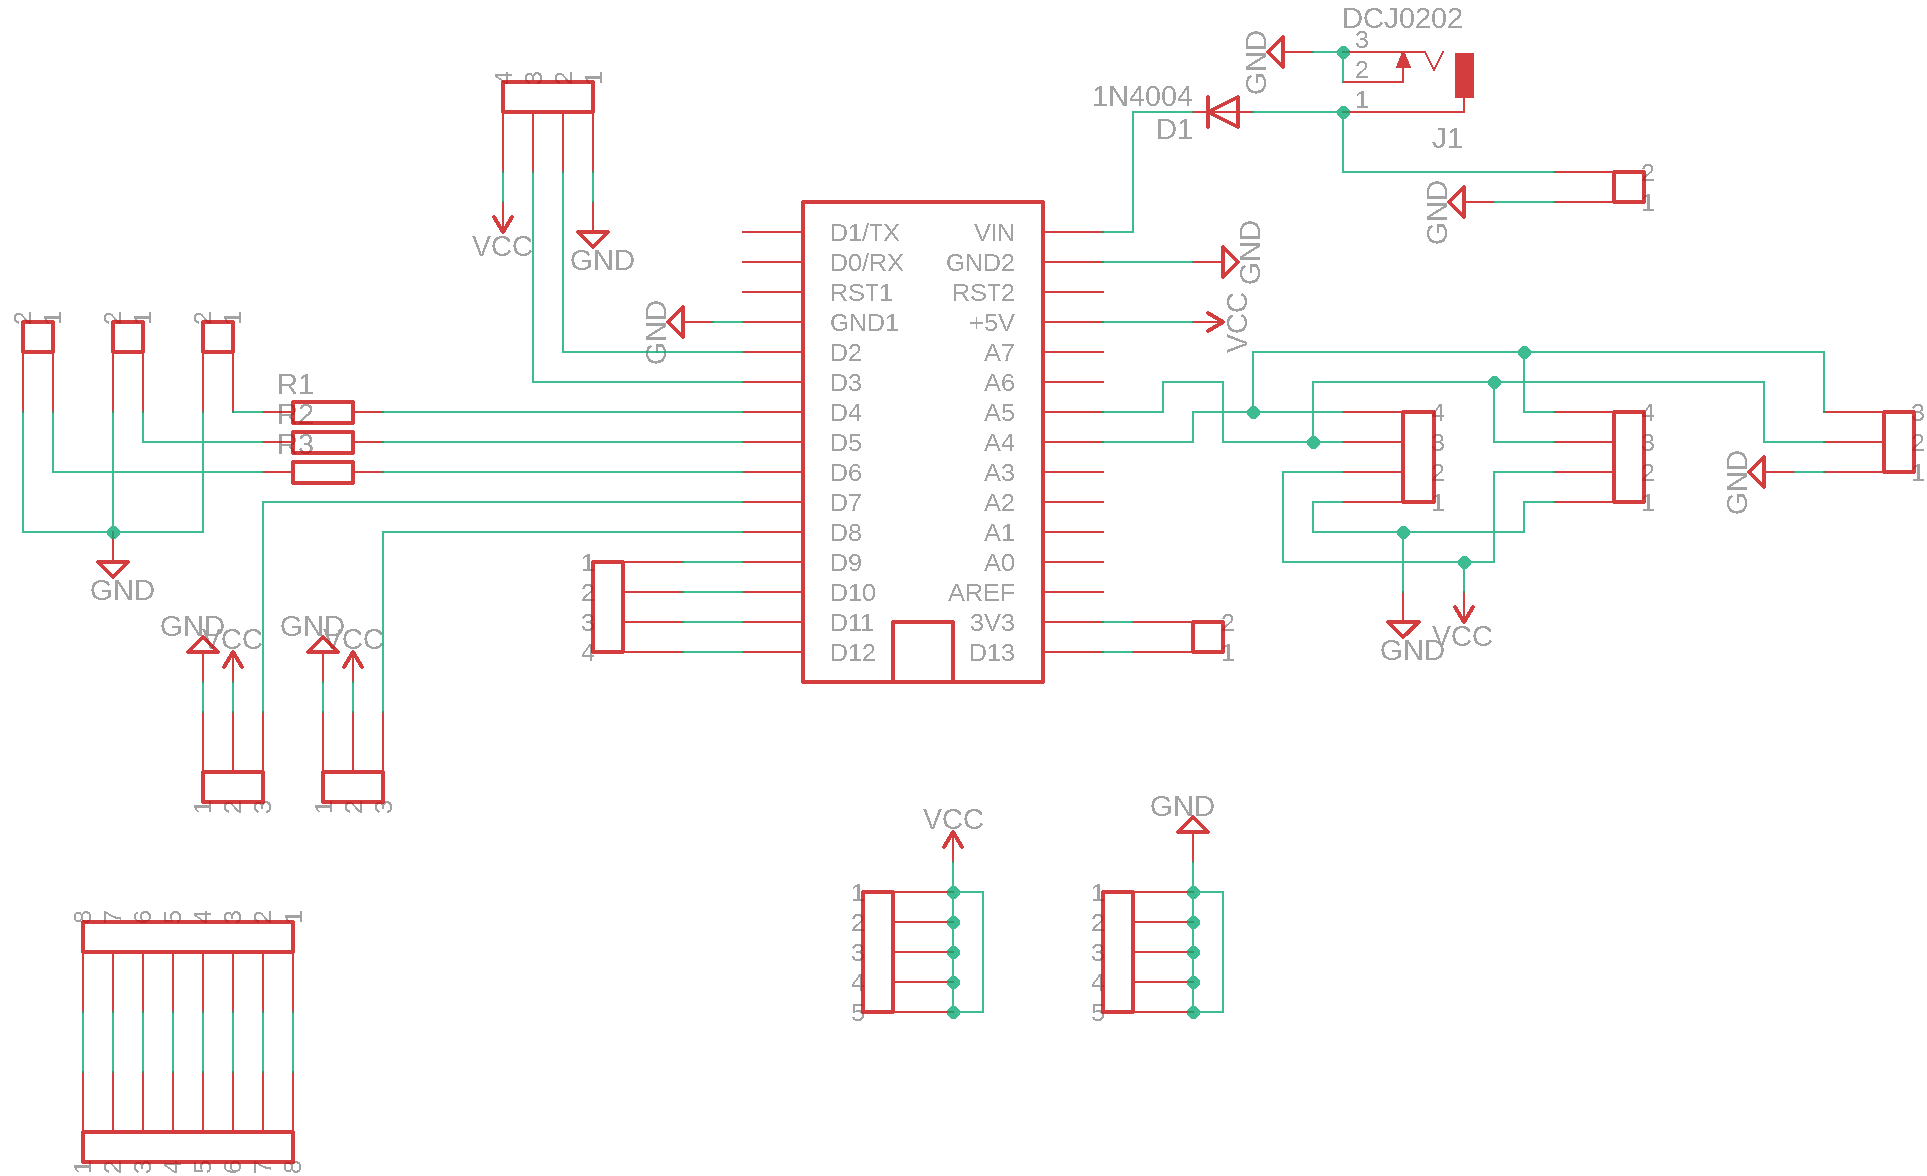 DCJ0202
3
2
1
J1
GND
1N4004
D1
2
1
GND
4 3 2 1
VCC
GND
D1/TX VIN
D0/RX GND2
RST1 RST2
GND1 +5V
D2 A7
D3 A6
D4 A5
D5 A4
D6 A3
D7 A2
D8 A1
D9 A0
D10 AREF
D11 3V3
D12 D13
GND
GND
VCC
2 1
2 1
2 1
R1
R2
R3
GND
GND
VCC
GND
VCC
1 2 3
1 2 3
1
2
3
4
2
1
4
3
2
1
4
3
2
1
3
2
1
GND
GND
VCC
VCC
1
2
3
4
5
GND
1
2
3
4
5
8 7 6 5 4 3 2 1
1 2 3 4 5 6 7 8